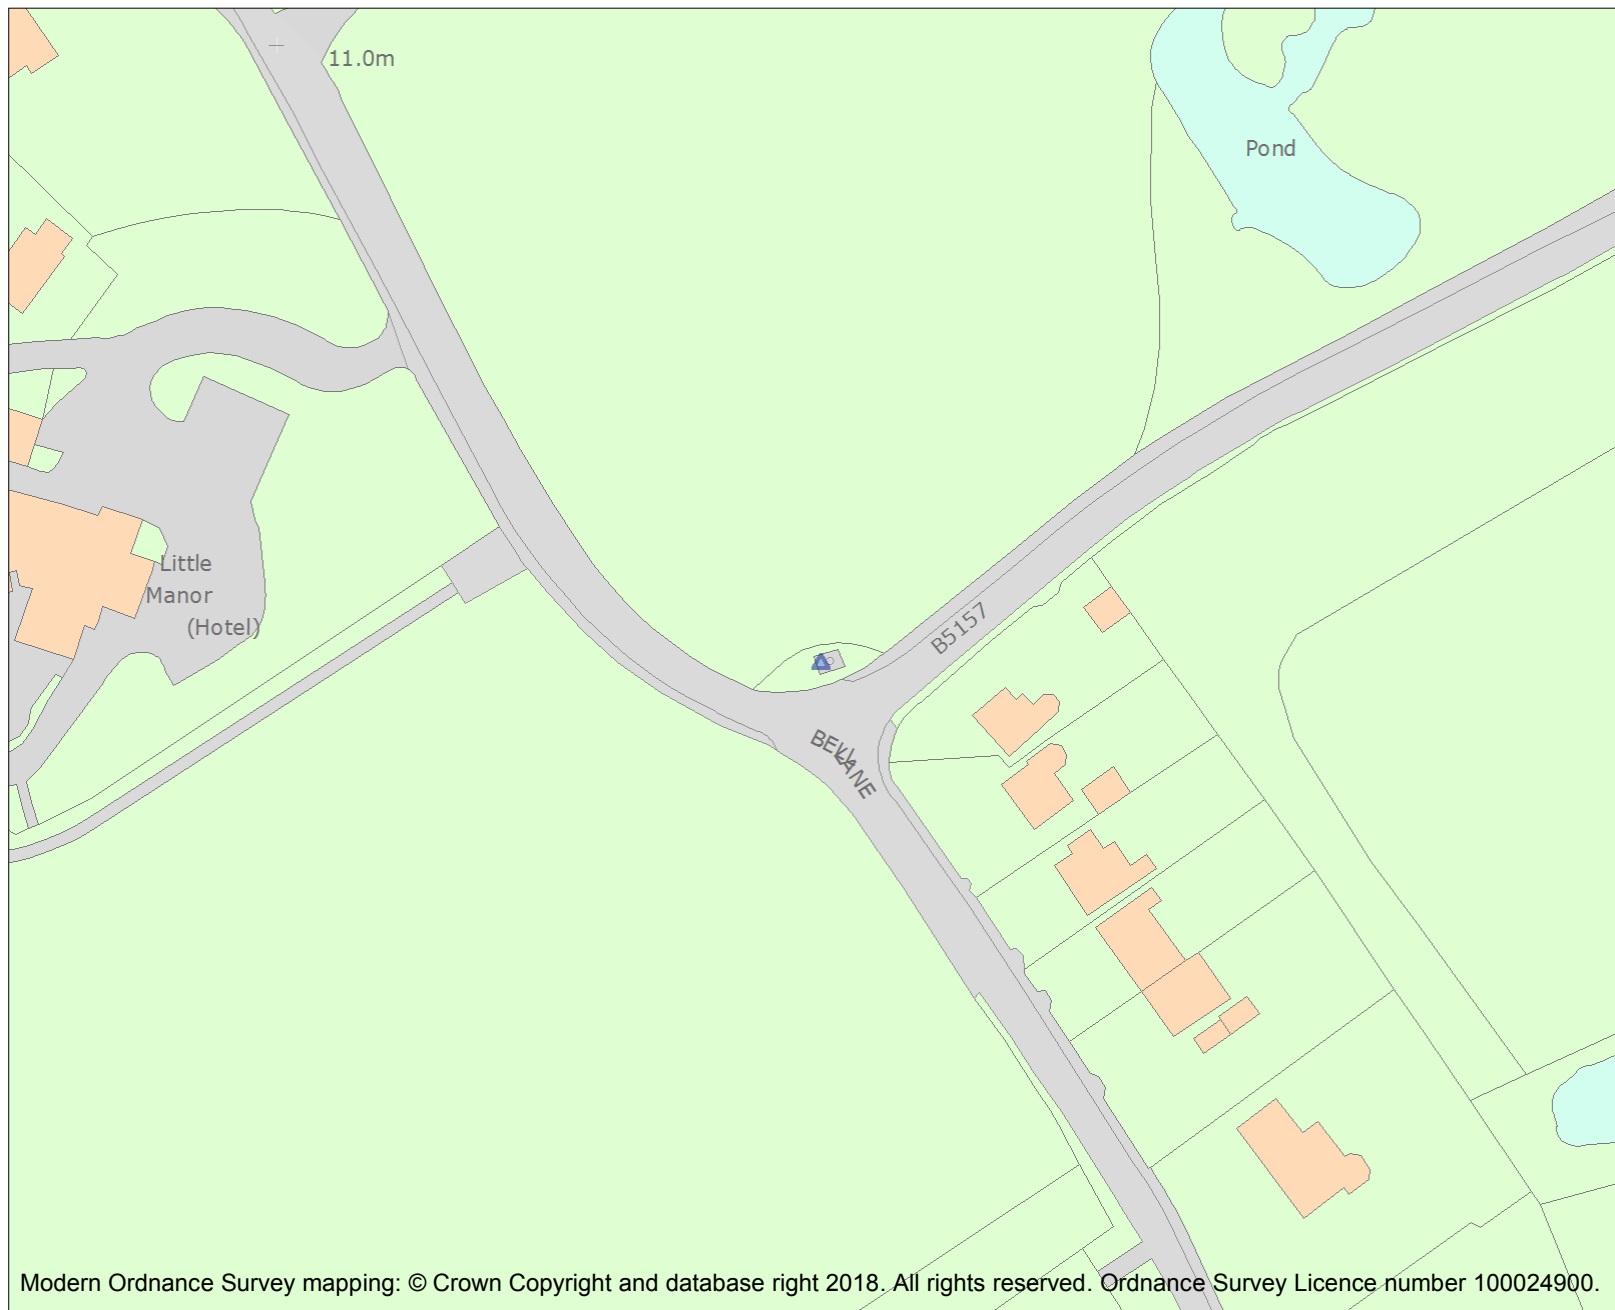 11.0m
Pond
Little
Manor
(Hotel)
B5157
BELL
LANE
Modern Ordnance Survey mapping: © Crown Copyright and database right 2018. All rights reserved. Ordnance Survey Licence number 100024900.